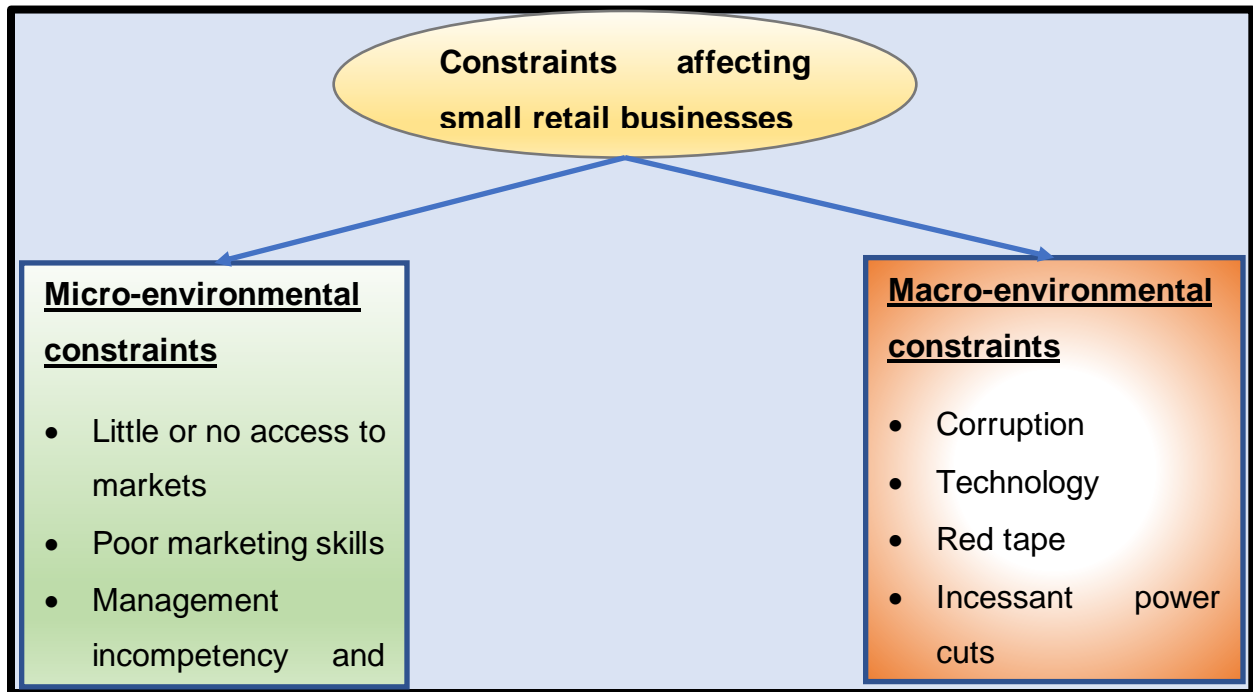 Constraints affecting
small retail businesses
Micro-environmental
constraints
• Little or no access to
markets
• Poor marketing skills
• Management
incompetency and
Macro-environmental
constraints
• Corruption
• Technology
• Red tape
• Incessant power
cuts